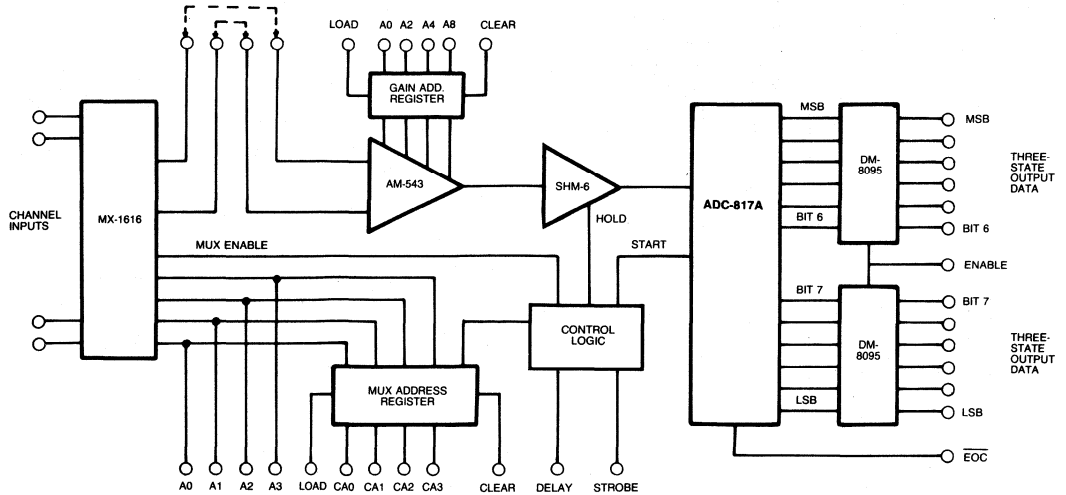 LOAD
A0 A2 A4 A8
CLEAR
GAIN ADD.
REGISTER
CHANNEL
INPUTS
MX-1616
AM-543
SHM-6
HOLD
MUX ENABLE
START
ADC-817A
MSB
BIT 6
BIT 7
LSB
DM-
8095
DM-
8095
MSB
THREE-
STATE
OUTPUT
DATA
BIT 6
ENABLE
BIT 7
THREE-
STATE
OUTPUT
DATA
LSB
EOC
CONTROL
LOGIC
MUX ADDRESS
REGISTER
A0 A1 A2 A3 LOAD CA0 CA1 CA2 CA3 CLEAR DELAY STROBE